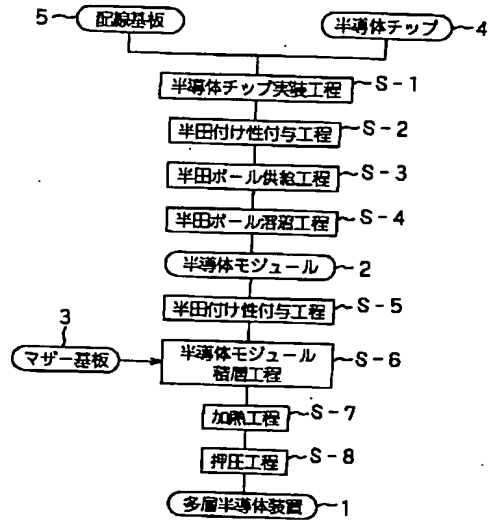 5 配線基板
半導体チップ 4
半導体チップ実装工程 S-1
半田付け性付与工程 S-2
半田ボール供給工程 S-3
半田ボール溶沼工程 S-4
半導体モジュール 2
半田付け性付与工程 S-5
3
マザー基板
半導体モジュール
積層工程 S-6
加熱工程 S-7
押圧工程 S-8
多層半導体装置 1